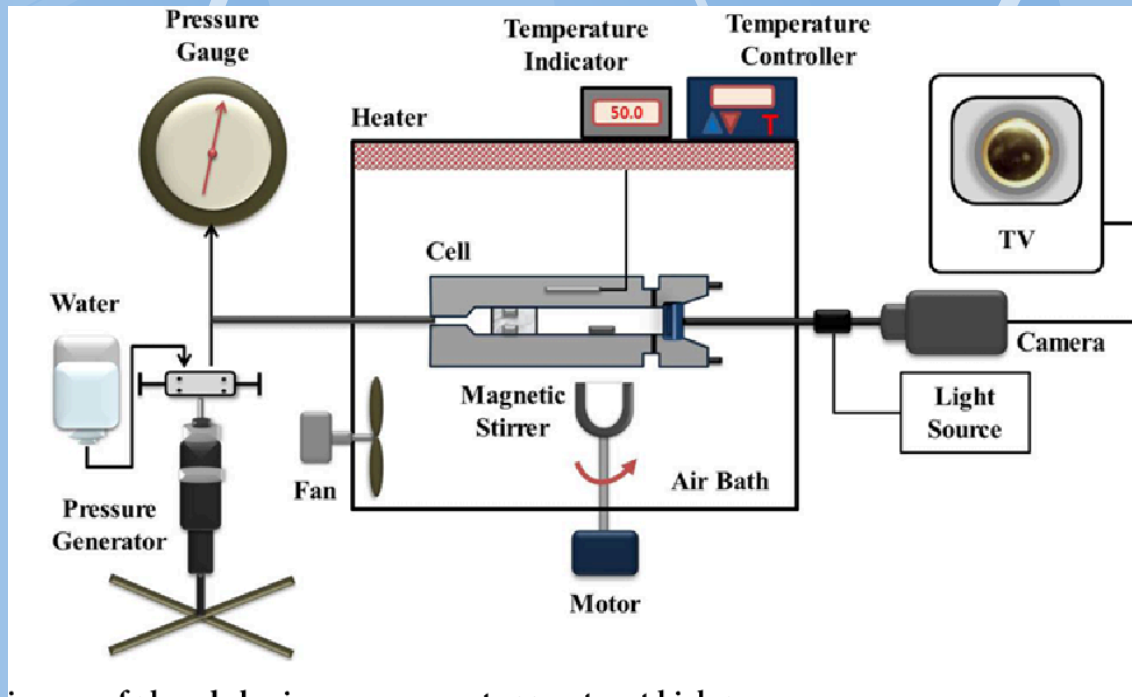 Pressure
Gauge
Temperature
Indicator
Temperature
Controller
50.0
T
Heater
TV
Cell
Water
Camera
Magnetic
Stirrer
Light
Source
Air Bath
Fan
Pressure
Generator
Motor